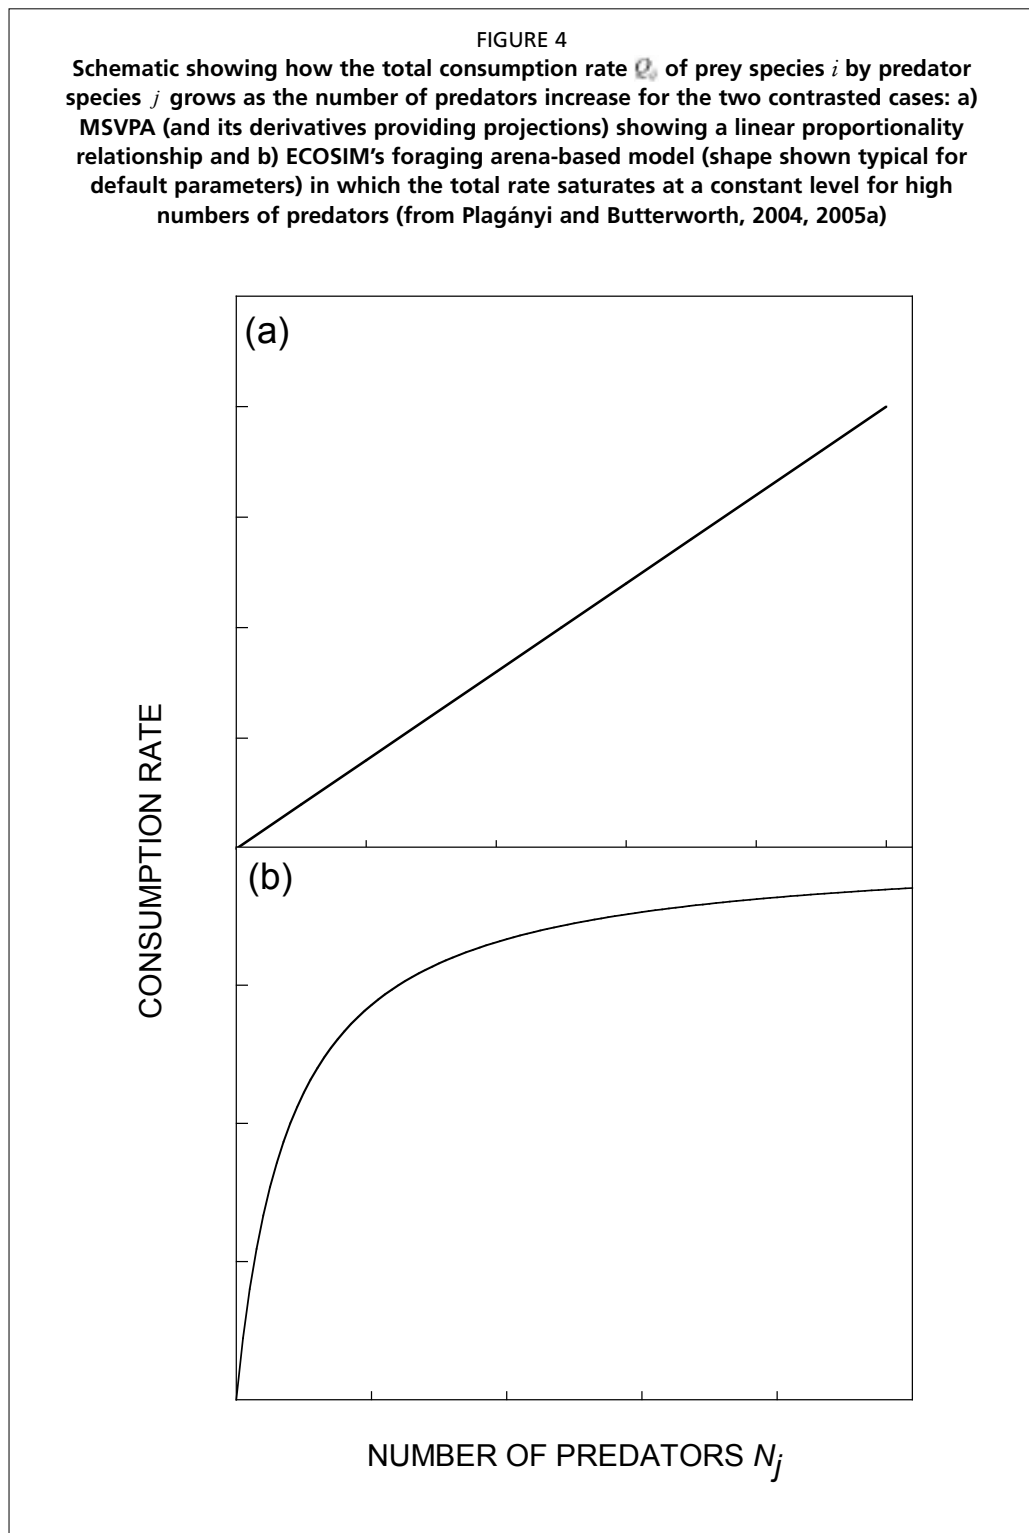 FIGURE 4
Schematic showing how the total consumption rate of prey species i by predator
species j grows as the number of predators increase for the two contrasted cases: a)
MSVPA (and its derivatives providing projections) showing a linear proportionality
relationship and b) ECOSIM's foraging arena-based model (shape shown typical for
default parameters) in which the total rate saturates at a constant level for high
numbers of predators (from Plagányi and Butterworth, 2004, 2005a)
(a)
CONSUMPTION RATE
(b)
NUMBER OF PREDATORS Nj